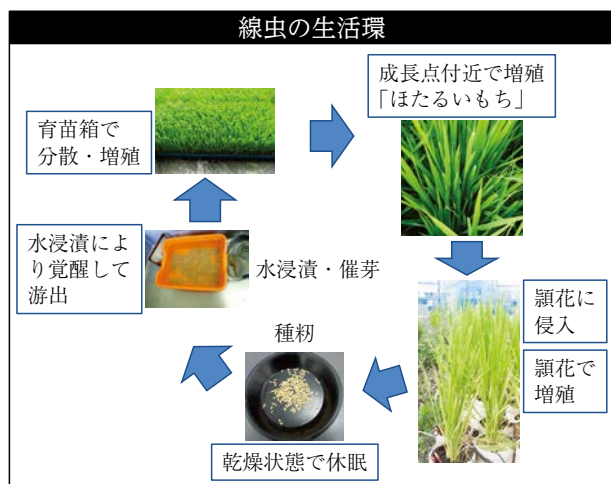 線虫の生活環
成長点付近で増殖
「ほたるいもち」
育苗箱で
分散・増殖
水浸漬によ
り覚醒して
游出
水浸漬・催芽
穎花に
侵入
穎花で
増殖
種籾
乾燥状態で休眠